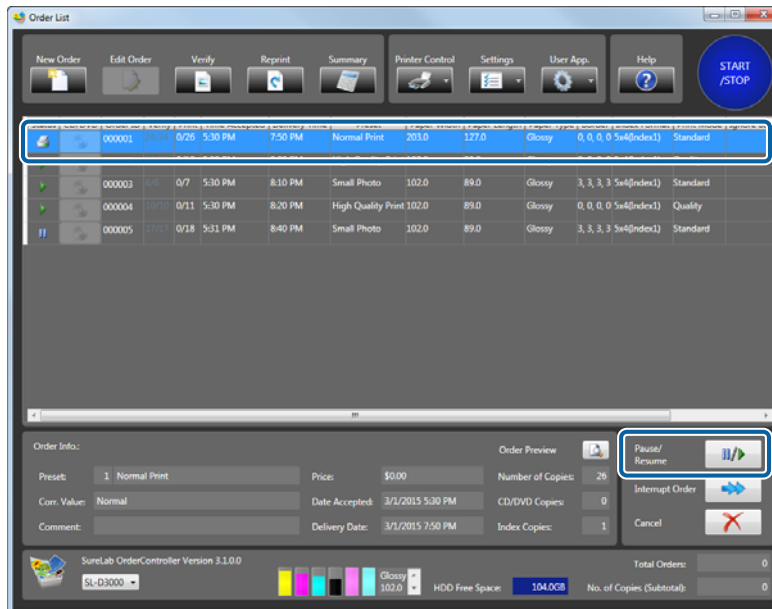 Order List
New Order Edit Order Verify Reprint Summary Printer Control Settings User App. Help START
/STOP
000001 0/26 5:30 PM 7:50 PM Normal Print 203.0 127.0 Glossy 0, 0, 0, 0 5x4(Index1) Standard
000003 6/6 0/7 5:30 PM 8:10 PM Small Photo 102.0 89.0 Glossy 3, 3, 3, 3 5x4(Index1) Standard
000004 10/10 0/11 5:30 PM 8:20 PM High Quality Print 102.0 89.0 Glossy 0, 0, 0, 0 5x4(Index1) Quality
000005 17/17 0/18 5:31 PM 8:40 PM Small Photo 102.0 89.0 Glossy 3, 3, 3, 3 5x4(Index1) Standard
Order Info.: Order Preview Pause/
Resume
Preset: 1 Normal Print Price: $0.00 Number of Copies: 26
Corr. Value: Normal Date Accepted: 3/1/2015 5:30 PM CD/DVD Copies: 0 Interrupt Order
Comment: Delivery Date: 3/1/2015 7:50 PM Index Copies: 1 Cancel
SureLab OrderController Version 3.1.0.0 Total Orders: 0
SL-D3000 Glossy
102.0 HDD Free Space: 104.0GB No. of Copies (Subtotal): 0